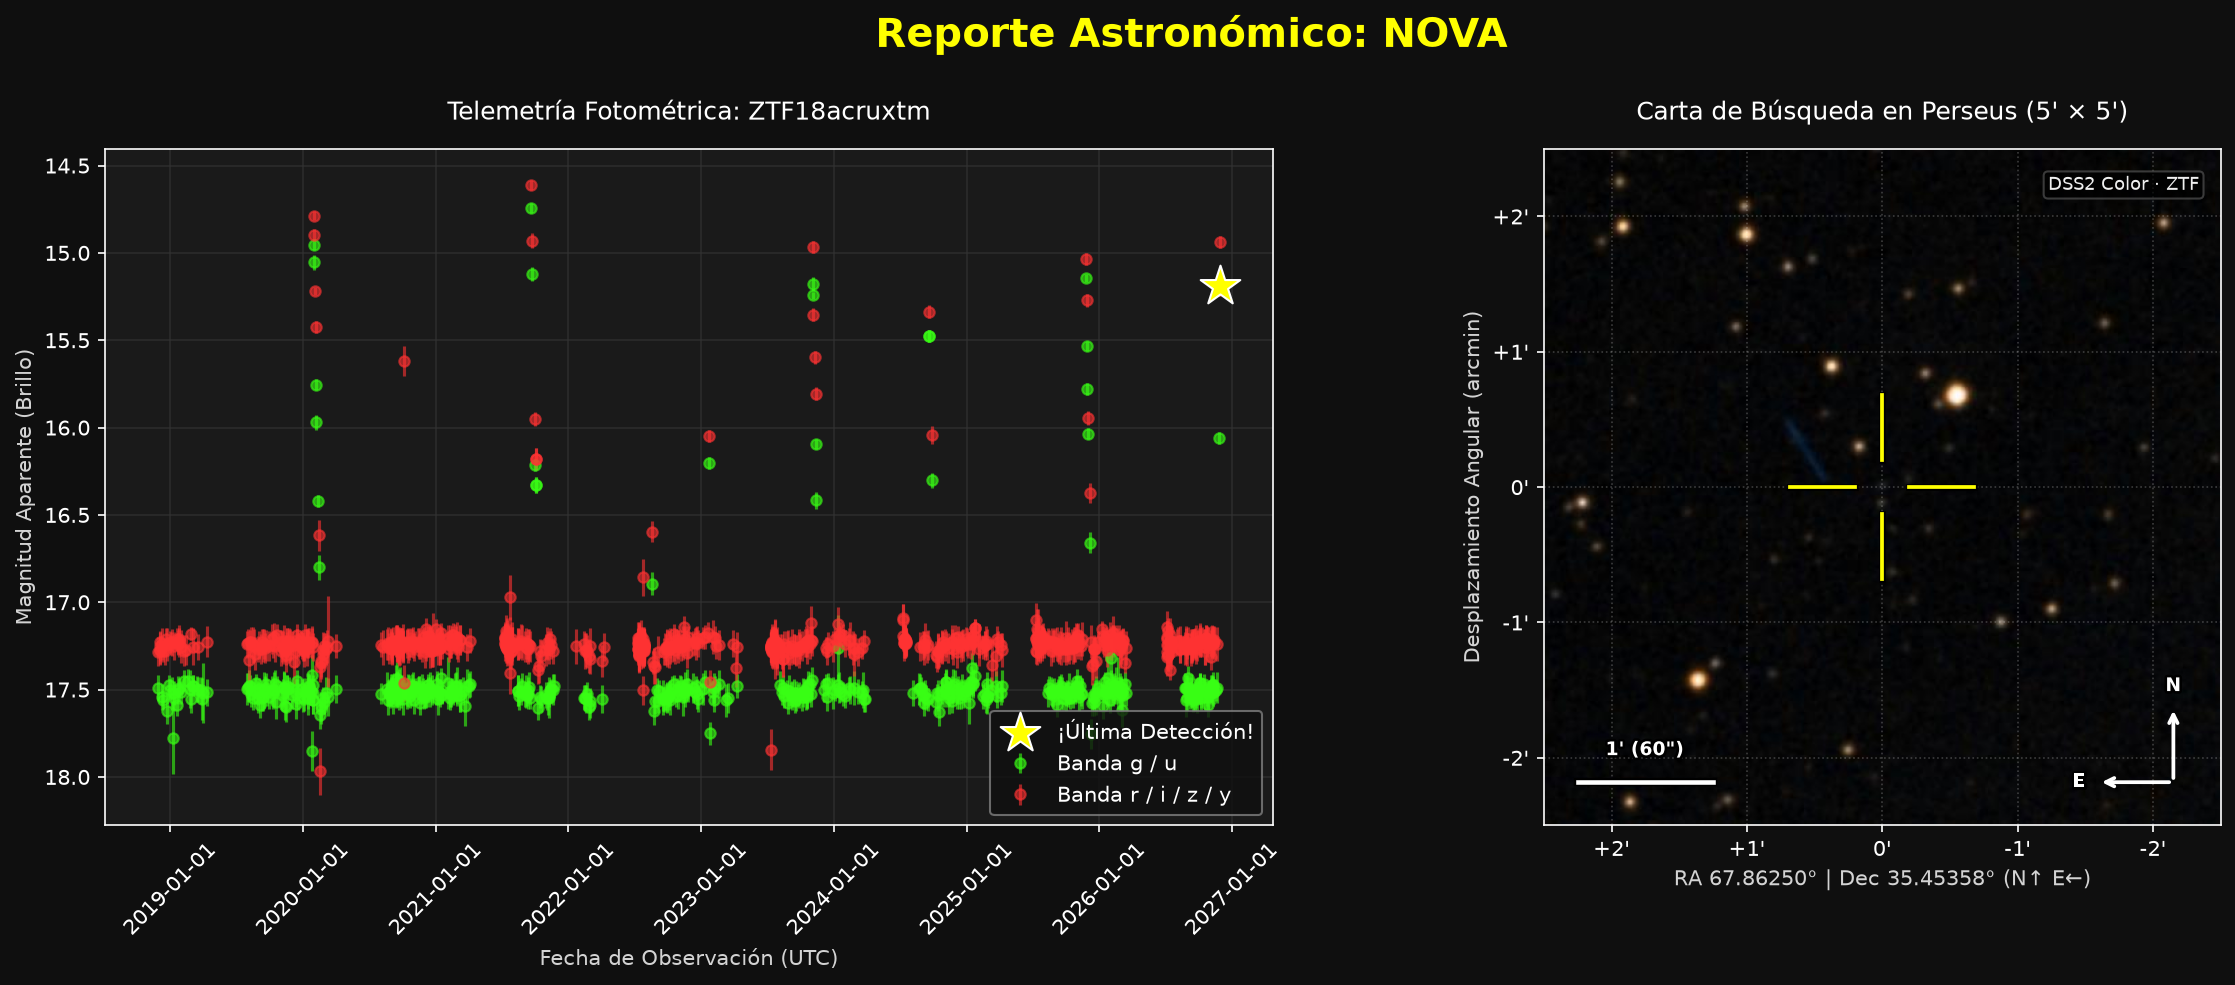 Reporte Astronómico: NOVA
Telemetría Fotométrica: ZTF18acruxtm
Magnitud Aparente (Brillo)
14.5
15.0
15.5
16.0
16.5
17.0
17.5
18.0
¡Última Detección!
Banda g / u
Banda r / i / z / y
2019-01-01
2020-01-01
2021-01-01
2022-01-01
2023-01-01
2024-01-01
2025-01-01
2026-01-01
2027-01-01
Fecha de Observación (UTC)
Carta de Búsqueda en Perseus (5' × 5')
DSS2 Color · ZTF
Desplazamiento Angular (arcmin)
+2'
+1'
0'
-1'
-2'
N
E
1' (60")
+2'
+1'
0'
-1'
-2'
RA 67.86250° | Dec 35.45358° (N↑ E←)